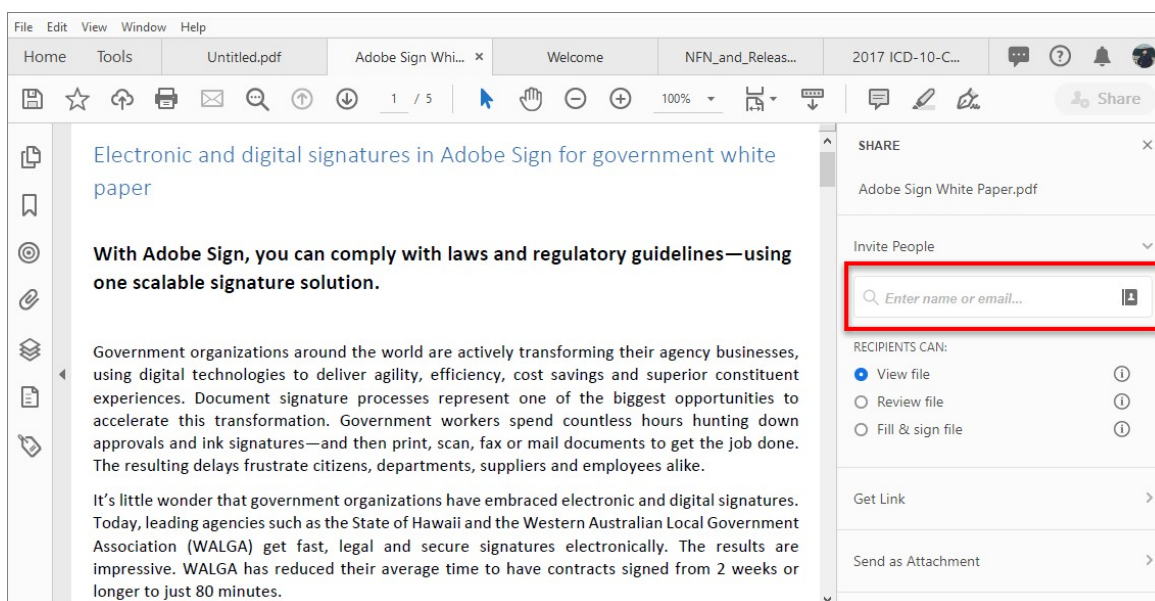 File Edit View Window Help
Home Tools Untitled.pdf Adobe Sign Whi... × Welcome NFN_and_Releas... 2017 ICD-10-C...
1 / 5 100% Share
Electronic and digital signatures in Adobe Sign for government white
paper
With Adobe Sign, you can comply with laws and regulatory guidelines—using
one scalable signature solution.
Government organizations around the world are actively transforming their agency businesses,
using digital technologies to deliver agility, efficiency, cost savings and superior constituent
experiences. Document signature processes represent one of the biggest opportunities to
accelerate this transformation. Government workers spend countless hours hunting down
approvals and ink signatures—and then print, scan, fax or mail documents to get the job done.
The resulting delays frustrate citizens, departments, suppliers and employees alike.
It’s little wonder that government organizations have embraced electronic and digital signatures.
Today, leading agencies such as the State of Hawaii and the Western Australian Local Government
Association (WALGA) get fast, legal and secure signatures electronically. The results are
impressive. WALGA has reduced their average time to have contracts signed from 2 weeks or
longer to just 80 minutes.
SHARE
Adobe Sign White Paper.pdf
Invite People
Enter name or email...
RECIPIENTS CAN:
View file
Review file
Fill & sign file
Get Link
Send as Attachment